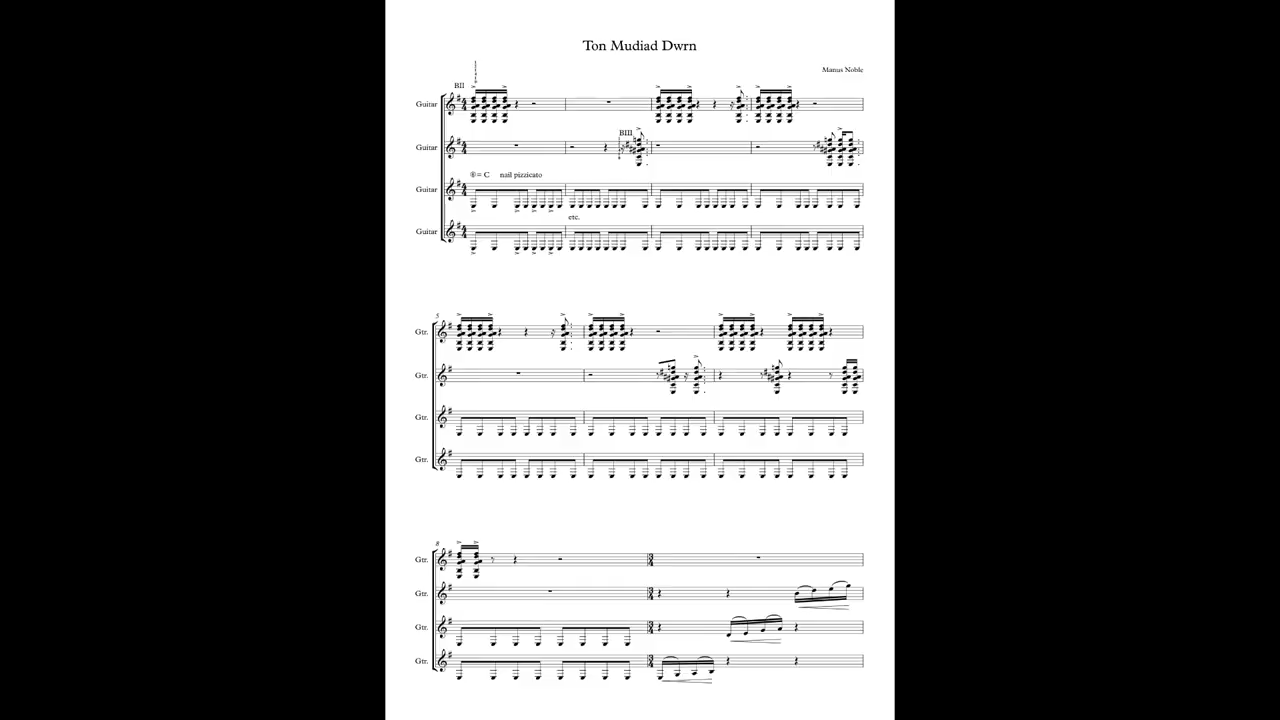 Ton Mudiad Dwrn
Manus Noble
BII
Guitar
BIII
Guitar
⑥= C nail pizzicato
Guitar
etc.
Guitar
5
Gtr.
Gtr.
Gtr.
Gtr.
8
Gtr.
Gtr.
Gtr.
Gtr.